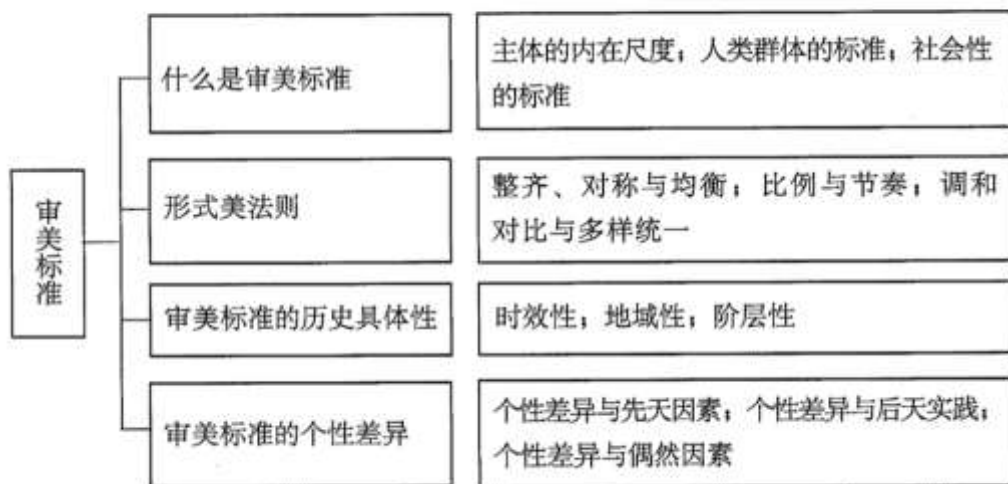 审美标准
什么是审美标准
主体的内在尺度；人类群体的标准；社会性
的标准
形式美法则
整齐、对称与均衡；比例与节奏；调和
对比与多样统一
审美标准的历史具体性
时效性；地域性；阶层性
审美标准的个性差异
个性差异与先天因素；个性差异与后天实践；
个性差异与偶然因素